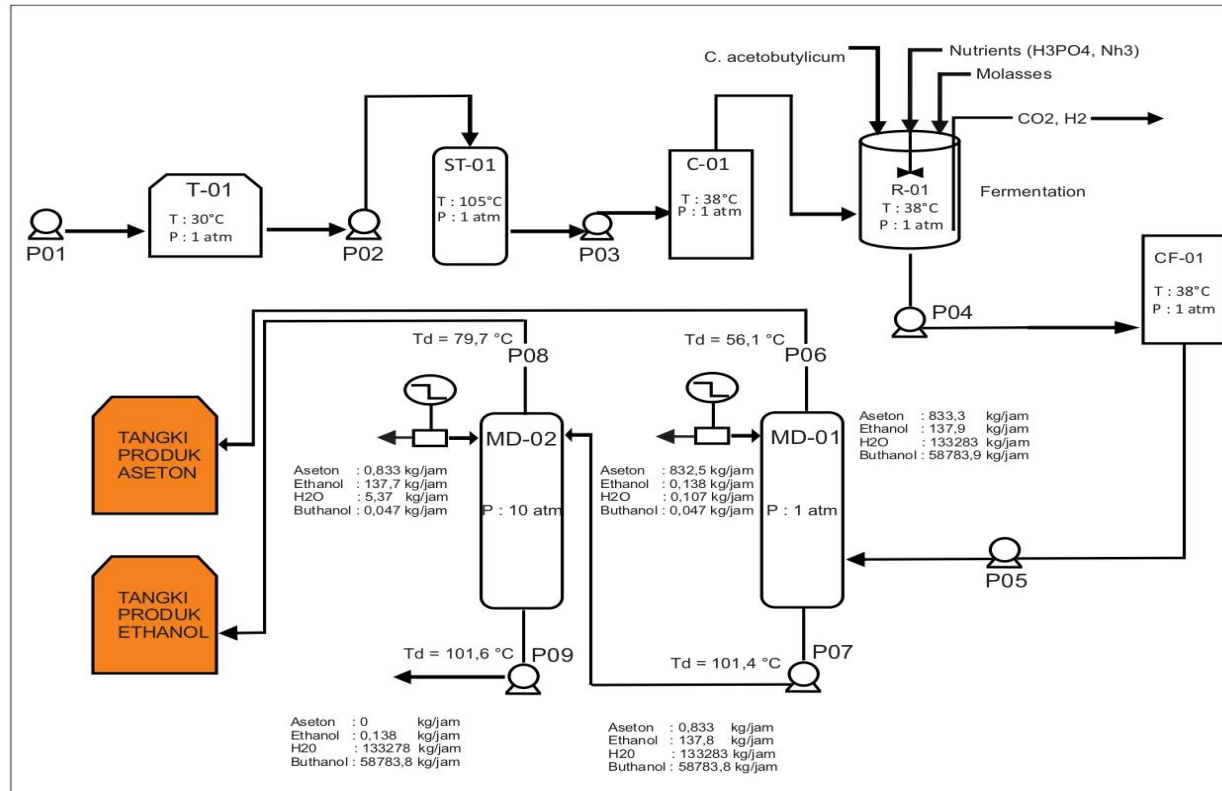 C. acetobutylicum
Nutrients (H3PO4, Nh3)
Molasses
CO2, H2
T-01
T : 30°C
P : 1 atm
ST-01
T : 105°C
P : 1 atm
C-01
T : 38°C
P : 1 atm
R-01
T : 38°C
P : 1 atm
Fermentation
P01
P02
P03
P04
CF-01
T : 38°C
P : 1 atm
Td = 79,7 °C
P08
Td = 56,1 °C
P06
TANGKI
PRODUK
ASETON
MD-02
P : 10 atm
Aseton : 0,833 kg/jam
Ethanol : 137,7 kg/jam
H2O : 5,37 kg/jam
Buthanol : 0,047 kg/jam
MD-01
P : 1 atm
Aseton : 832,5 kg/jam
Ethanol : 0,138 kg/jam
H2O : 0,107 kg/jam
Buthanol : 0,047 kg/jam
Aseton : 833,3 kg/jam
Ethanol : 137,9 kg/jam
H2O : 133283 kg/jam
Buthanol : 58783,9 kg/jam
P05
TANGKI
PRODUK
ETHANOL
Td = 101,6 °C
P09
Td = 101,4 °C
P07
Aseton : 0 kg/jam
Ethanol : 0,138 kg/jam
H20 : 133278 kg/jam
Buthanol : 58783,8 kg/jam
Aseton : 0,833 kg/jam
Ethanol : 137,8 kg/jam
H20 : 133283 kg/jam
Buthanol : 58783,8 kg/jam